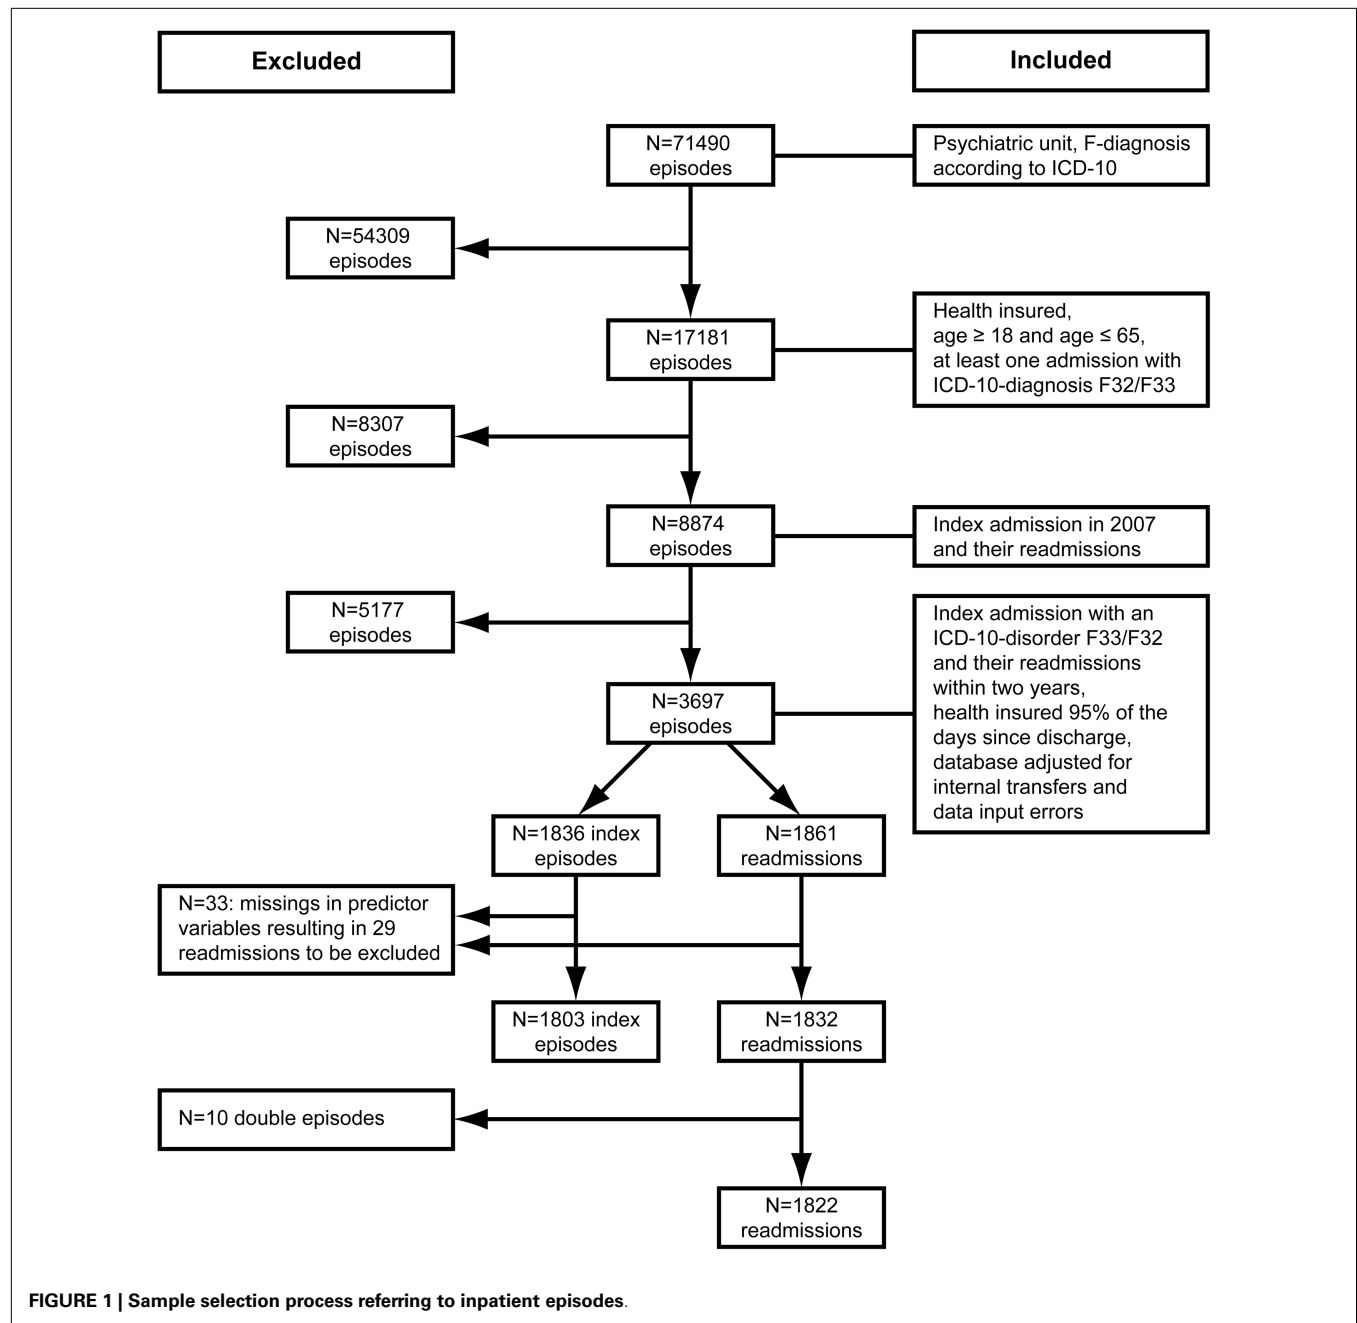 Excluded
Included
N=71490
episodes
Psychiatric unit, F-diagnosis
according to ICD-10
N=54309
episodes
N=17181
episodes
Health insured,
age ≥ 18 and age ≤ 65,
at least one admission with
ICD-10-diagnosis F32/F33
N=8307
episodes
N=8874
episodes
Index admission in 2007
and their readmissions
N=5177
episodes
N=3697
episodes
Index admission with an
ICD-10-disorder F33/F32
and their readmissions
within two years,
health insured 95% of the
days since discharge,
database adjusted for
internal transfers and
data input errors
N=1836 index
episodes
N=1861
readmissions
N=33: missings in predictor
variables resulting in 29
readmissions to be excluded
N=1803 index
episodes
N=1832
readmissions
N=10 double episodes
N=1822
readmissions
FIGURE 1 | Sample selection process referring to inpatient episodes.